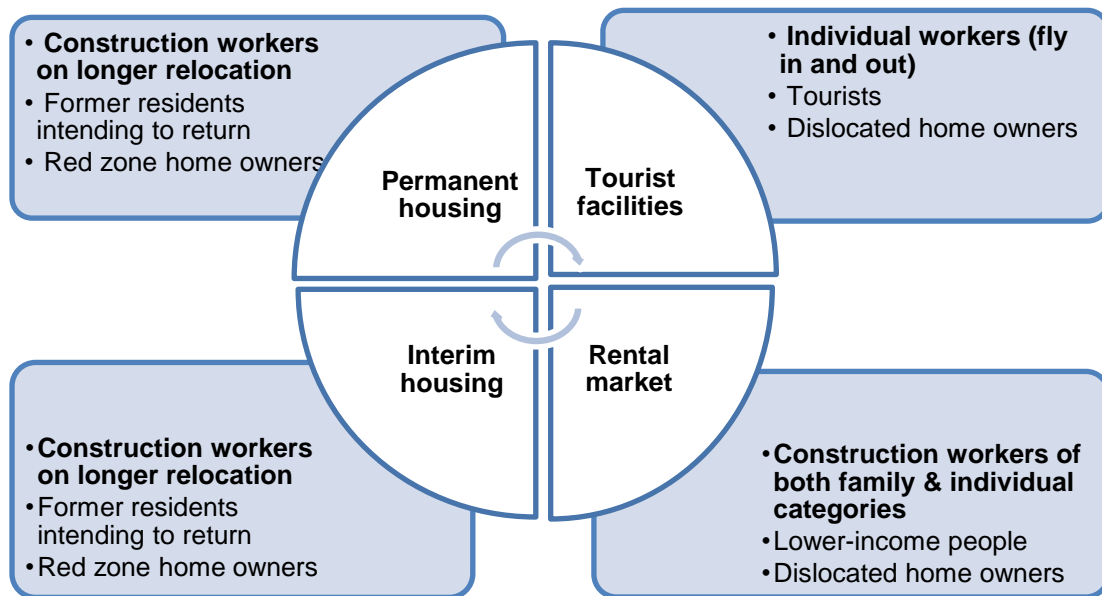 • Construction workers
on longer relocation
• Former residents
intending to return
• Red zone home owners
• Individual workers (fly
in and out)
• Tourists
• Dislocated home owners
Permanent
housing
Tourist
facilities
Interim
housing
Rental
market
• Construction workers
on longer relocation
• Former residents
intending to return
• Red zone home owners
• Construction workers of
both family & individual
categories
• Lower-income people
• Dislocated home owners